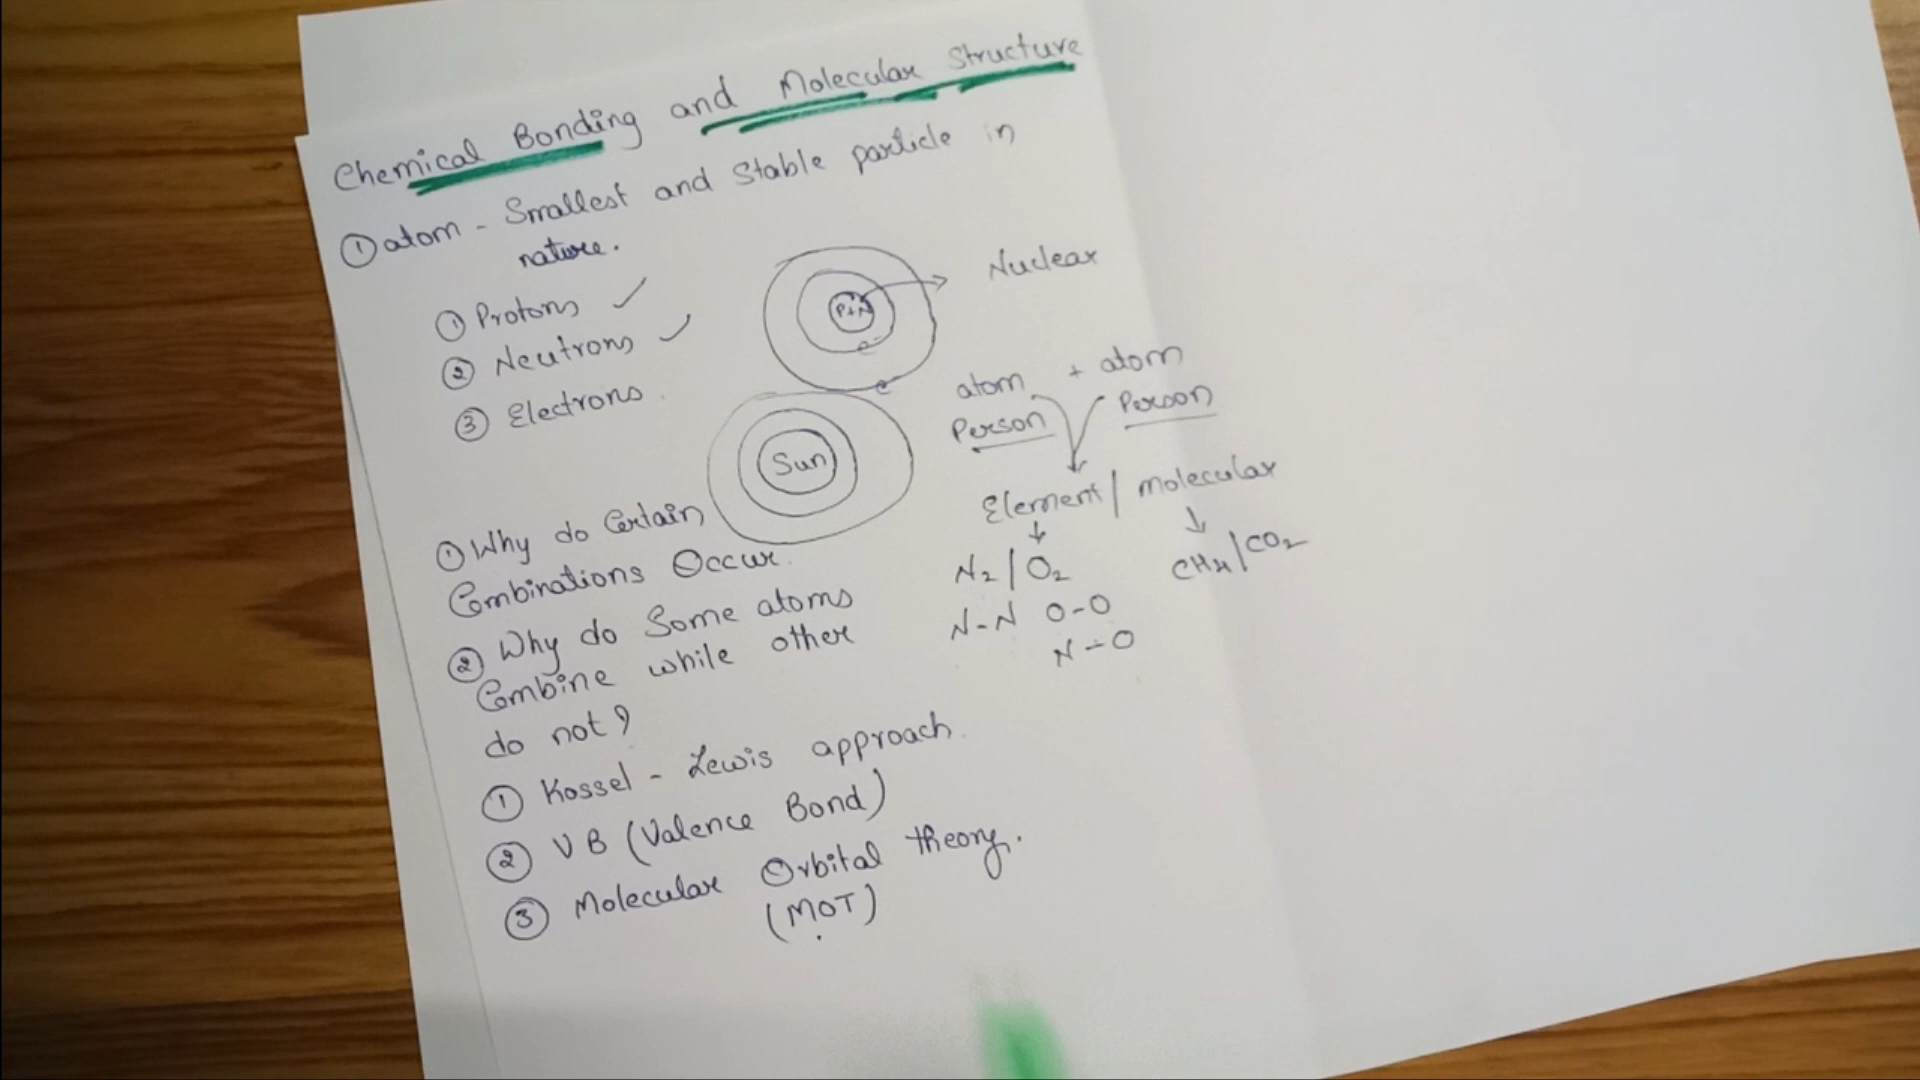 Chemical Bonding and Molecular Structure
① atom - Smallest and Stable particle in
nature.
① Protons ✓
② Neutrons ✓
③ Electrons
P+N
Nuclear
e
e
Sun
atom + atom
Person Person
Element / Molecular
N2 / O2
CH4 / CO2
N-N O-O
N-O
① Why do Certain
Combinations Occur.
② Why do Some atoms
Combine while other
do not?
① Kossel - Lewis approach.
② VB (Valence Bond)
③ Molecular Orbital theory.
(MOT)